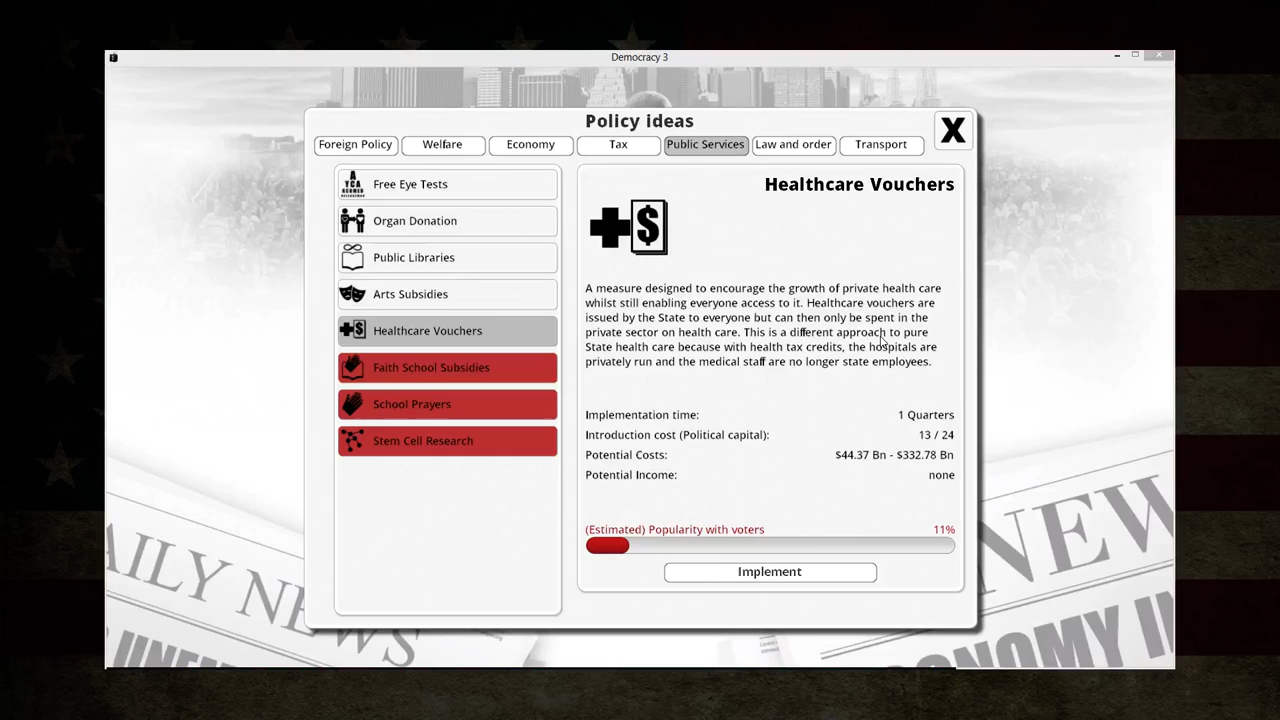 Democracy 3
Policy ideas
X
Foreign Policy
Welfare
Economy
Tax
Public Services
Law and order
Transport
Free Eye Tests
Organ Donation
Public Libraries
Arts Subsidies
Healthcare Vouchers
Faith School Subsidies
School Prayers
Stem Cell Research
Healthcare Vouchers
A measure designed to encourage the growth of private health care
whilst still enabling everyone access to it. Healthcare vouchers are
issued by the State to everyone but can then only be spent in the
private sector on health care. This is a different approach to pure
State health care because with health tax credits, the hospitals are
privately run and the medical staff are no longer state employees.
Implementation time: 1 Quarters
Introduction cost (Political capital): 13 / 24
Potential Costs: $44.37 Bn - $332.78 Bn
Potential Income: none
(Estimated) Popularity with voters 11%
Implement
AILY NEWS
NEW
ONOMY I